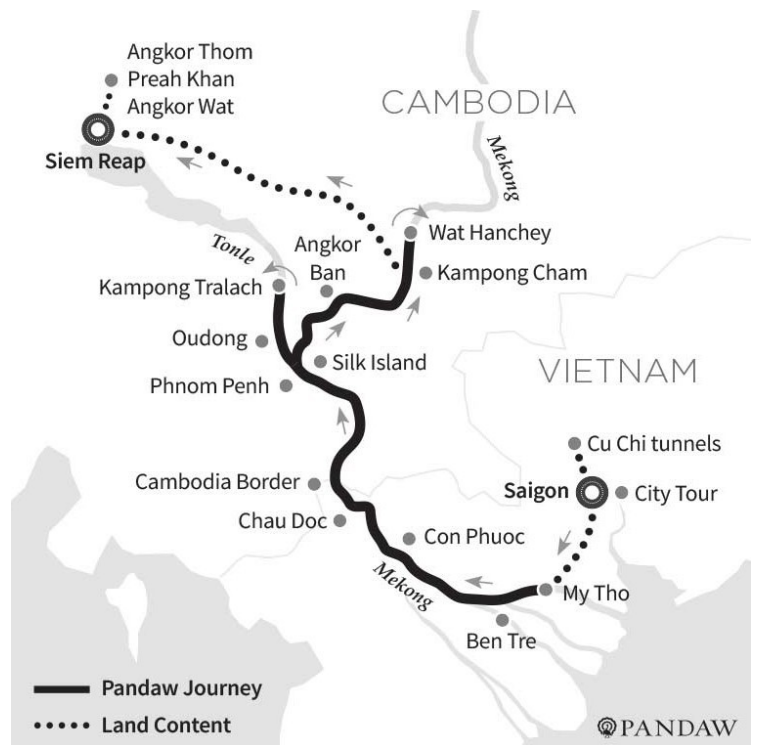 Angkor Thom
Preah Khan
Angkor Wat
CAMBODIA
Siem Reap
Mekong
Wat Hanchey
Tonle
Angkor
Ban
Kampong Cham
Kampong Tralach
Oudong
Silk Island
VIETNAM
Phnom Penh
Cu Chi tunnels
Cambodia Border
Saigon
City Tour
Chau Doc
Con Phuoc
Mekong
My Tho
Ben Tre
Pandaw Journey
Land Content
PANDAW